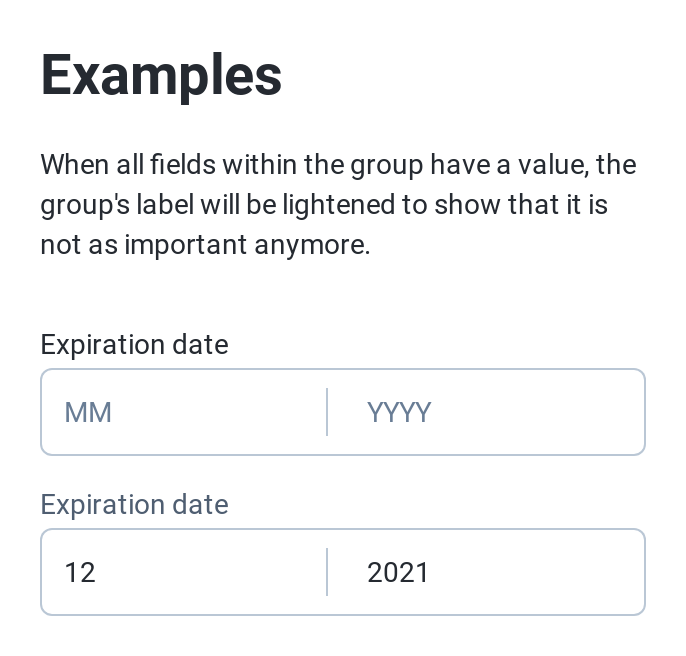 Examples
When all fields within the group have a value, the
group's label will be lightened to show that it is
not as important anymore.
Expiration date
MM YYYY
Expiration date
12 2021